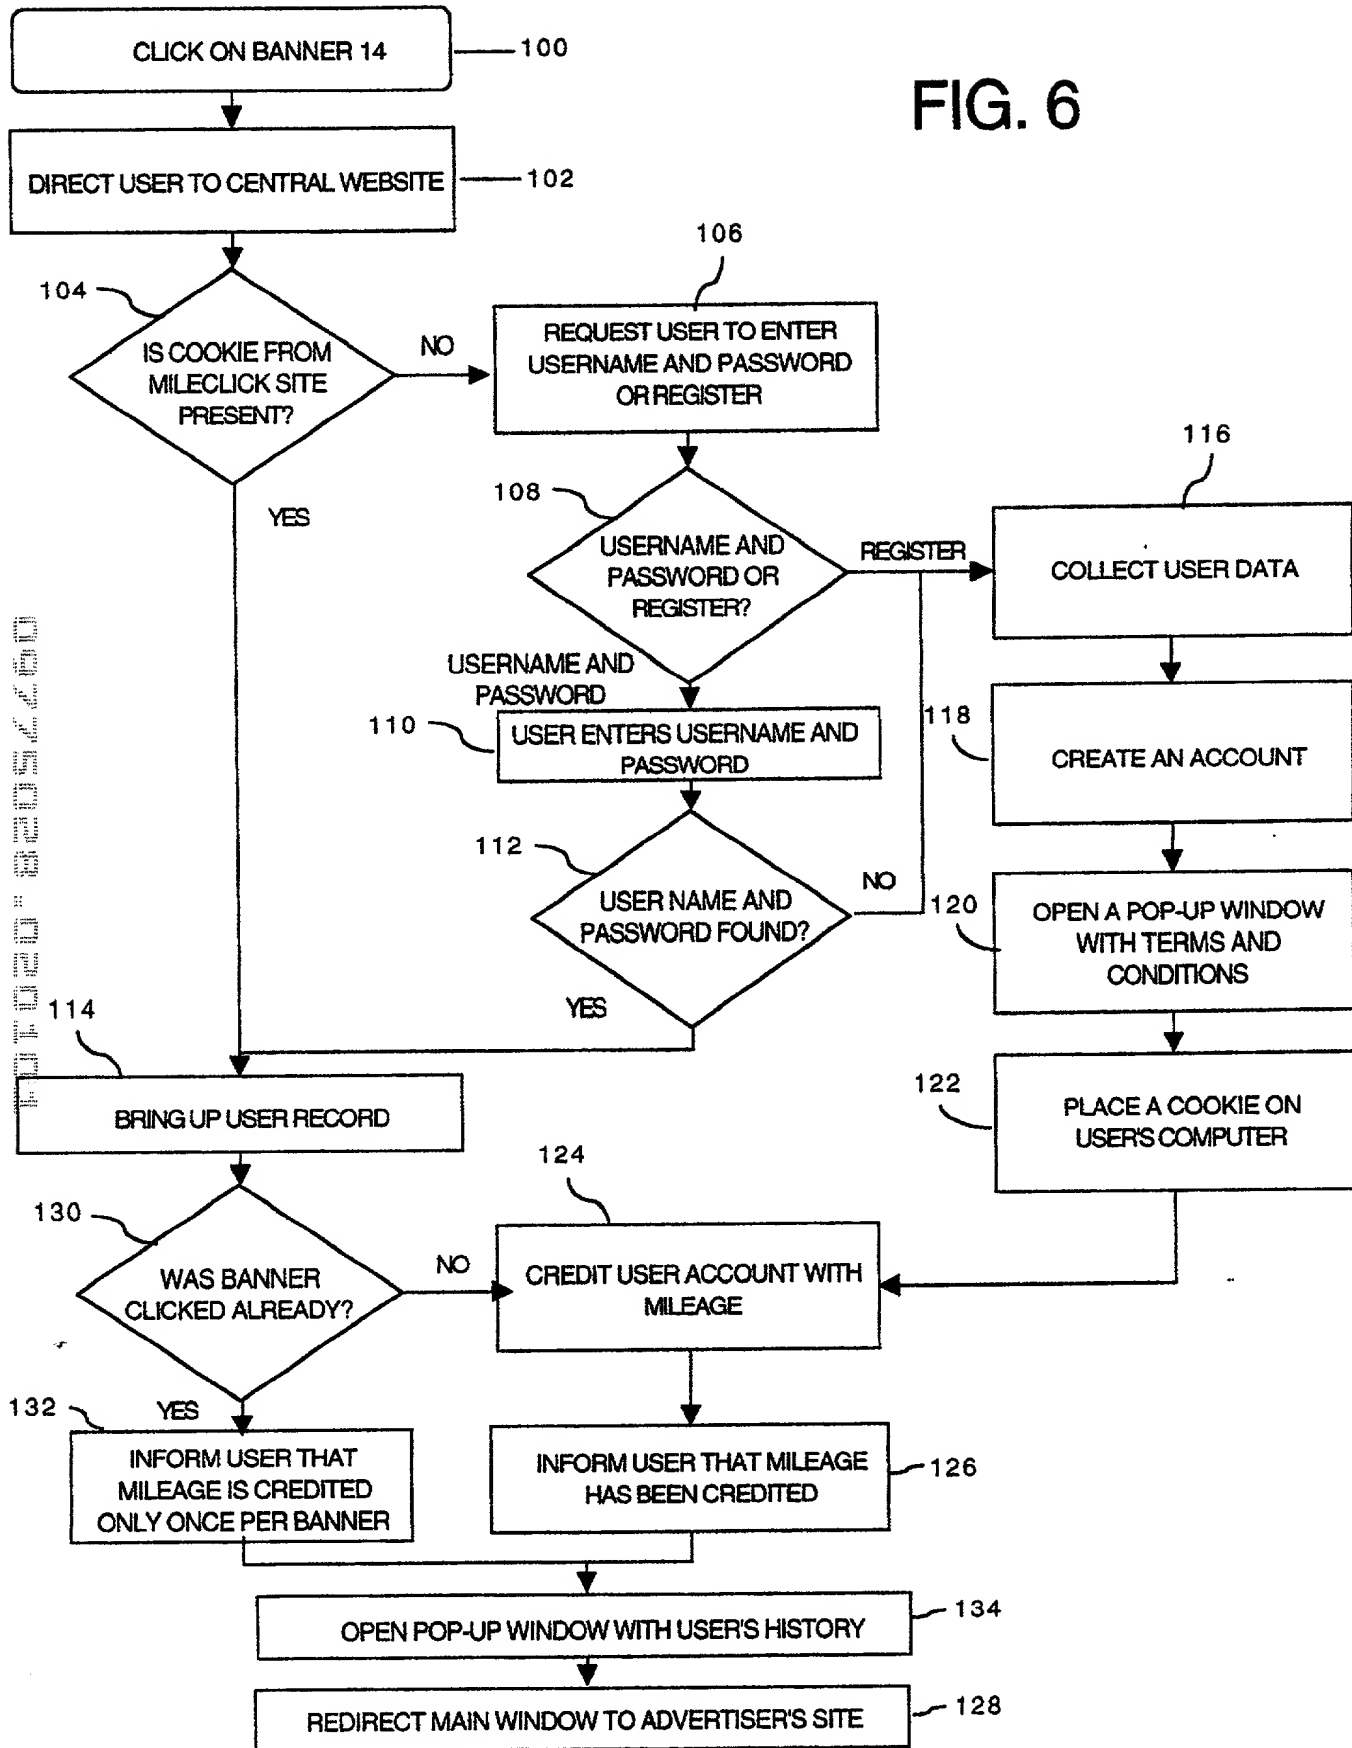 CLICK ON BANNER 14
100
FIG. 6
DIRECT USER TO CENTRAL WEBSITE
102
104
IS COOKIE FROM
MILECLICK SITE
PRESENT?
NO
YES
106
REQUEST USER TO ENTER
USERNAME AND PASSWORD
OR REGISTER
108
USERNAME AND
PASSWORD OR
REGISTER?
REGISTER
USERNAME AND
PASSWORD
116
COLLECT USER DATA
110
USER ENTERS USERNAME AND
PASSWORD
118
CREATE AN ACCOUNT
112
USER NAME AND
PASSWORD FOUND?
NO
YES
120
OPEN A POP-UP WINDOW
WITH TERMS AND
CONDITIONS
114
BRING UP USER RECORD
122
PLACE A COOKIE ON
USER'S COMPUTER
130
WAS BANNER
CLICKED ALREADY?
NO
YES
124
CREDIT USER ACCOUNT WITH
MILEAGE
132
INFORM USER THAT
MILEAGE IS CREDITED
ONLY ONCE PER BANNER
INFORM USER THAT MILEAGE
HAS BEEN CREDITED
126
OPEN POP-UP WINDOW WITH USER'S HISTORY
134
REDIRECT MAIN WINDOW TO ADVERTISER'S SITE
128
09775028.020101